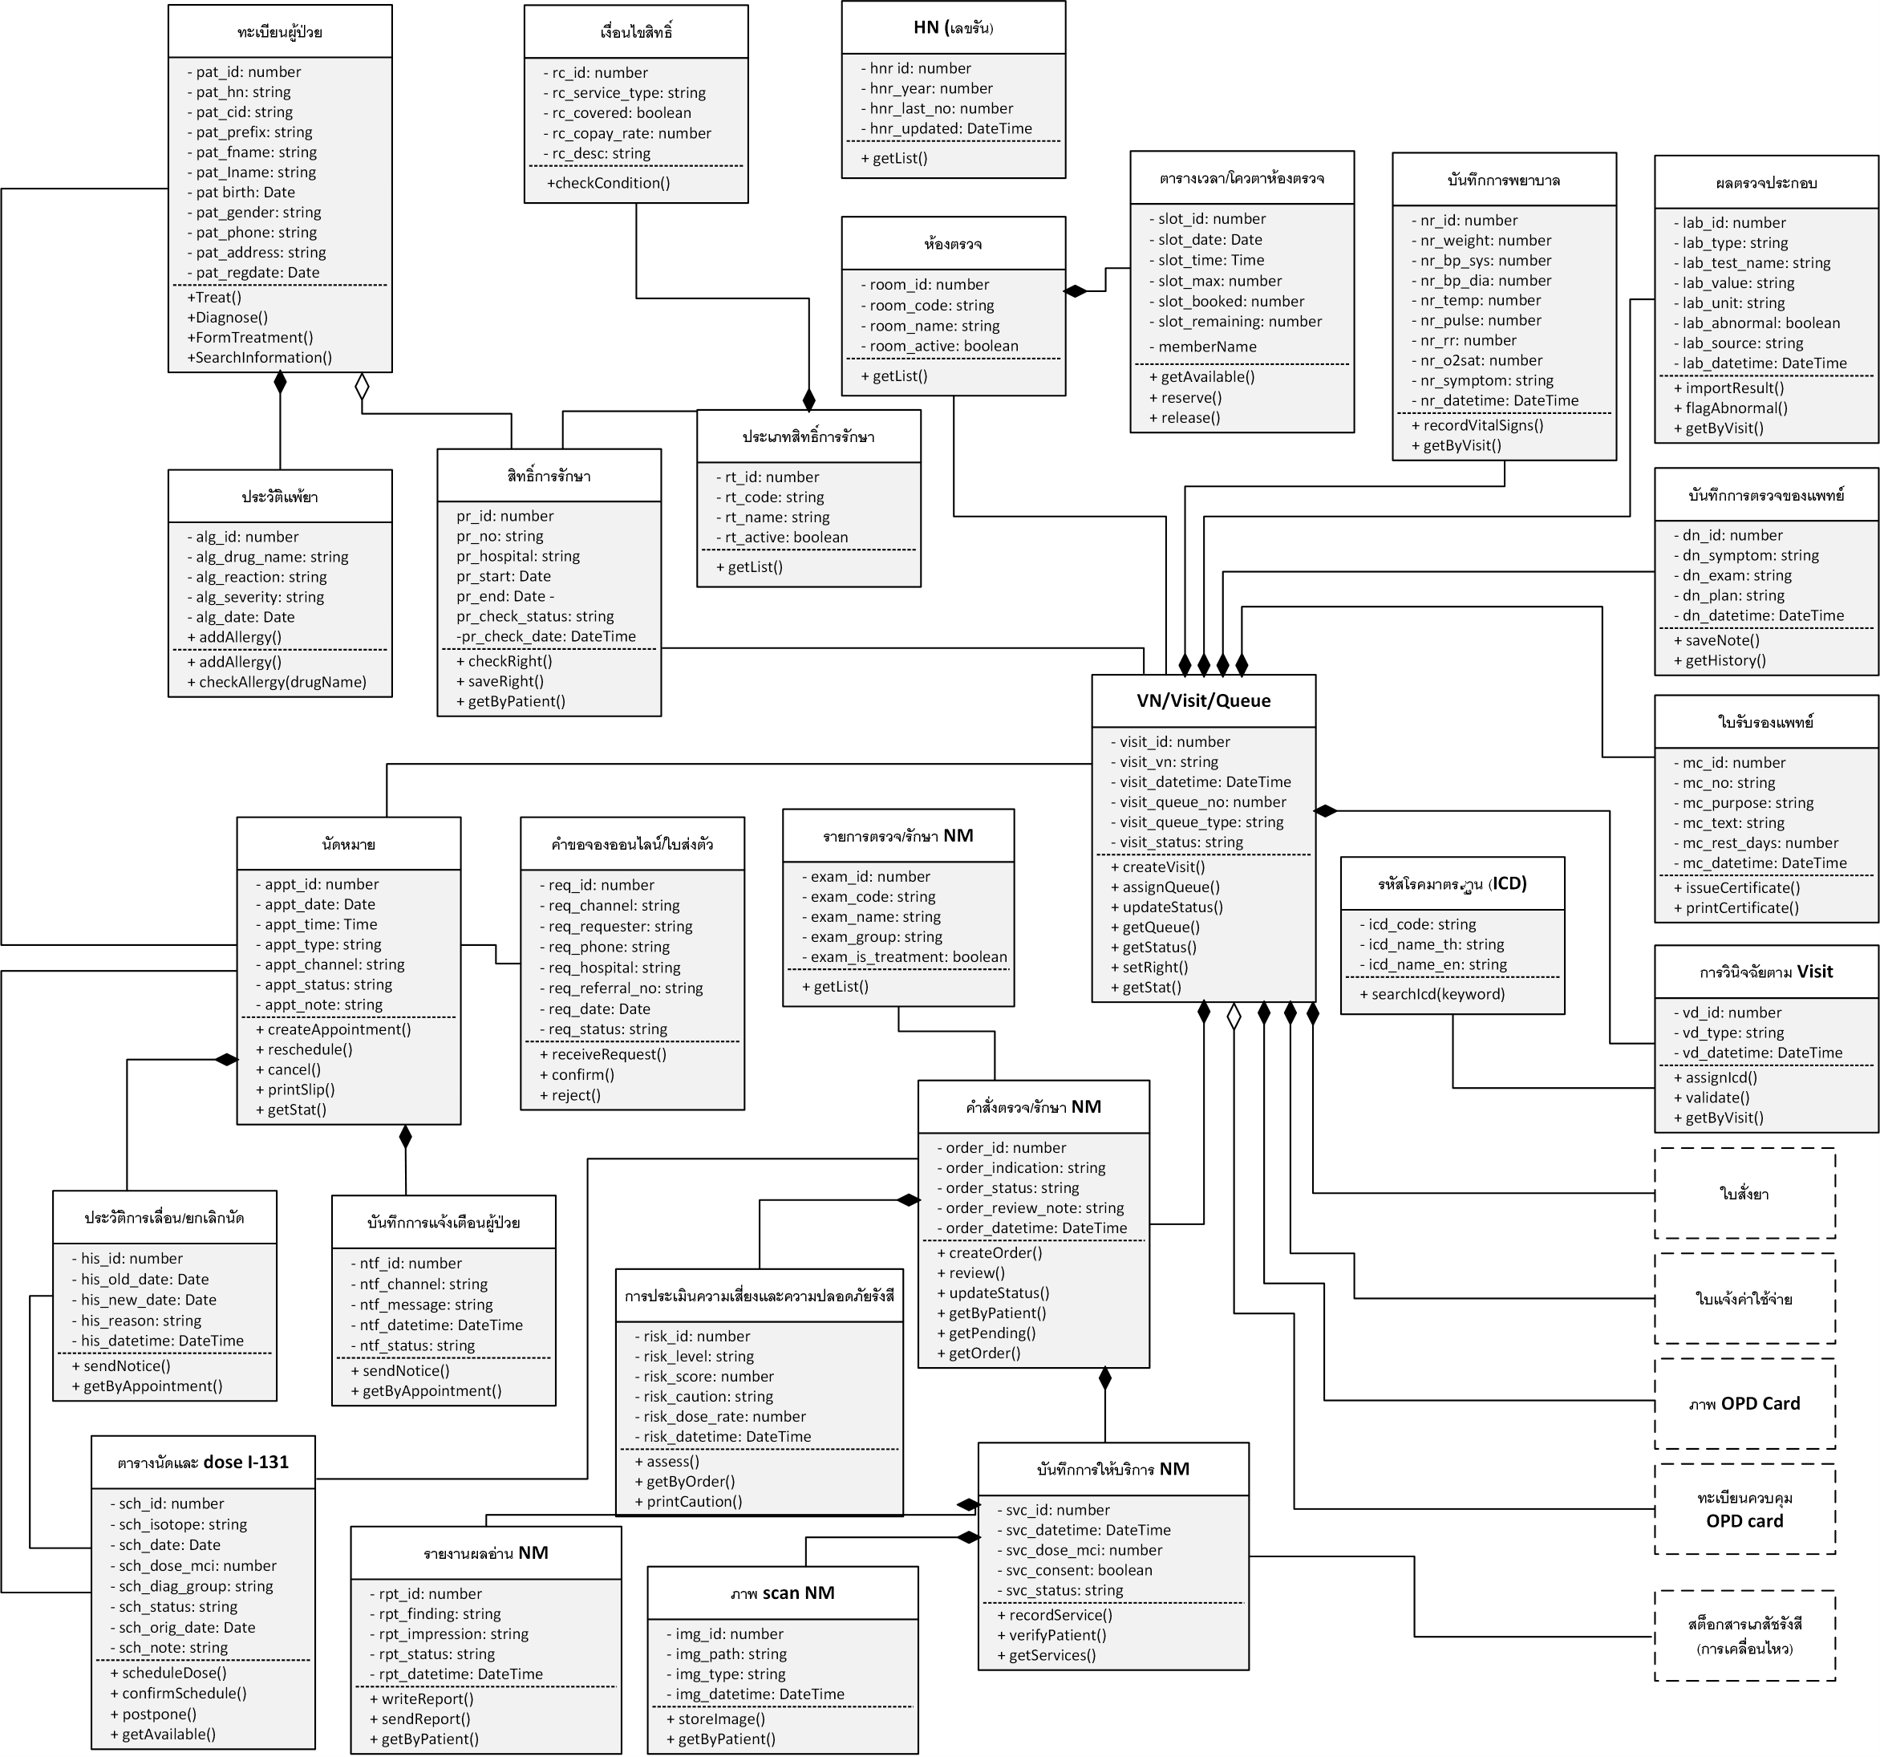 ทะเบียนผู้ป่วย
- pat_id: number
- pat_hn: string
- pat_cid: string
- pat_prefix: string
- pat_fname: string
- pat_lname: string
- pat birth: Date
- pat_gender: string
- pat_phone: string
- pat_address: string
- pat_regdate: Date
+Treat()
+Diagnose()
+FormTreatment()
+SearchInformation()
เงื่อนไขสิทธิ์
- rc_id: number
- rc_service_type: string
- rc_covered: boolean
- rc_copay_rate: number
- rc_desc: string
+checkCondition()
HN (เลขรัน)
- hnr id: number
- hnr_year: number
- hnr_last_no: number
- hnr_updated: DateTime
+ getList()
ห้องตรวจ
- room_id: number
- room_code: string
- room_name: string
- room_active: boolean
+ getList()
ตารางเวลา/โควตาห้องตรวจ
- slot_id: number
- slot_date: Date
- slot_time: Time
- slot_max: number
- slot_booked: number
- slot_remaining: number
- memberName
+ getAvailable()
+ reserve()
+ release()
บันทึกการพยาบาล
- nr_id: number
- nr_weight: number
- nr_bp_sys: number
- nr_bp_dia: number
- nr_temp: number
- nr_pulse: number
- nr_rr: number
- nr_o2sat: number
- nr_symptom: string
- nr_datetime: DateTime
+ recordVitalSigns()
+ getByVisit()
ผลตรวจประกอบ
- lab_id: number
- lab_type: string
- lab_test_name: string
- lab_value: string
- lab_unit: string
- lab_abnormal: boolean
- lab_source: string
- lab_datetime: DateTime
+ importResult()
+ flagAbnormal()
+ getByVisit()
ประวัติแพ้ยา
- alg_id: number
- alg_drug_name: string
- alg_reaction: string
- alg_severity: string
- alg_date: Date
+ addAllergy()
+ addAllergy()
+ checkAllergy(drugName)
สิทธิ์การรักษา
pr_id: number
pr_no: string
pr_hospital: string
pr_start: Date
pr_end: Date -
pr_check_status: string
-pr_check_date: DateTime
+ checkRight()
+ saveRight()
+ getByPatient()
ประเภทสิทธิ์การรักษา
- rt_id: number
- rt_code: string
- rt_name: string
- rt_active: boolean
+ getList()
บันทึกการตรวจของแพทย์
- dn_id: number
- dn_symptom: string
- dn_exam: string
- dn_plan: string
- dn_datetime: DateTime
+ saveNote()
+ getHistory()
VN/Visit/Queue
- visit_id: number
- visit_vn: string
- visit_datetime: DateTime
- visit_queue_no: number
- visit_queue_type: string
- visit_status: string
+ createVisit()
+ assignQueue()
+ updateStatus()
+ getQueue()
+ getStatus()
+ setRight()
+ getStat()
ใบรับรองแพทย์
- mc_id: number
- mc_no: string
- mc_purpose: string
- mc_text: string
- mc_rest_days: number
- mc_datetime: DateTime
+ issueCertificate()
+ printCertificate()
นัดหมาย
- appt_id: number
- appt_date: Date
- appt_time: Time
- appt_type: string
- appt_channel: string
- appt_status: string
- appt_note: string
+ createAppointment()
+ reschedule()
+ cancel()
+ printSlip()
+ getStat()
คำขอจองออนไลน์/ใบส่งตัว
- req_id: number
- req_channel: string
- req_requester: string
- req_phone: string
- req_hospital: string
- req_referral_no: string
- req_date: Date
- req_status: string
+ receiveRequest()
+ confirm()
+ reject()
รายการตรวจ/รักษา NM
- exam_id: number
- exam_code: string
- exam_name: string
- exam_group: string
- exam_is_treatment: boolean
+ getList()
รหัสโรคมาตรฐาน (ICD)
- icd_code: string
- icd_name_th: string
- icd_name_en: string
+ searchIcd(keyword)
การวินิจฉัยตาม Visit
- vd_id: number
- vd_type: string
- vd_datetime: DateTime
+ assignIcd()
+ validate()
+ getByVisit()
คำสั่งตรวจ/รักษา NM
- order_id: number
- order_indication: string
- order_status: string
- order_review_note: string
- order_datetime: DateTime
+ createOrder()
+ review()
+ updateStatus()
+ getByPatient()
+ getPending()
+ getOrder()
ใบสั่งยา
ใบแจ้งค่าใช้จ่าย
ภาพ OPD Card
ทะเบียนควบคุม
OPD card
สต็อกสารเภสัชรังสี
(การเคลื่อนไหว)
ประวัติการเลื่อน/ยกเลิกนัด
- his_id: number
- his_old_date: Date
- his_new_date: Date
- his_reason: string
- his_datetime: DateTime
+ sendNotice()
+ getByAppointment()
บันทึกการแจ้งเตือนผู้ป่วย
- ntf_id: number
- ntf_channel: string
- ntf_message: string
- ntf_datetime: DateTime
- ntf_status: string
+ sendNotice()
+ getByAppointment()
การประเมินความเสี่ยงและความปลอดภัยรังสี
- risk_id: number
- risk_level: string
- risk_score: number
- risk_caution: string
- risk_dose_rate: number
- risk_datetime: DateTime
+ assess()
+ getByOrder()
+ printCaution()
ตารางนัดและ dose I-131
- sch_id: number
- sch_isotope: string
- sch_date: Date
- sch_dose_mci: number
- sch_diag_group: string
- sch_status: string
- sch_orig_date: Date
- sch_note: string
+ scheduleDose()
+ confirmSchedule()
+ postpone()
+ getAvailable()
รายงานผลอ่าน NM
- rpt_id: number
- rpt_finding: string
- rpt_impression: string
- rpt_status: string
- rpt_datetime: DateTime
+ writeReport()
+ sendReport()
+ getByPatient()
ภาพ scan NM
- img_id: number
- img_path: string
- img_type: string
- img_datetime: DateTime
+ storeImage()
+ getByPatient()
บันทึกการให้บริการ NM
- svc_id: number
- svc_datetime: DateTime
- svc_dose_mci: number
- svc_consent: boolean
- svc_status: string
+ recordService()
+ verifyPatient()
+ getServices()